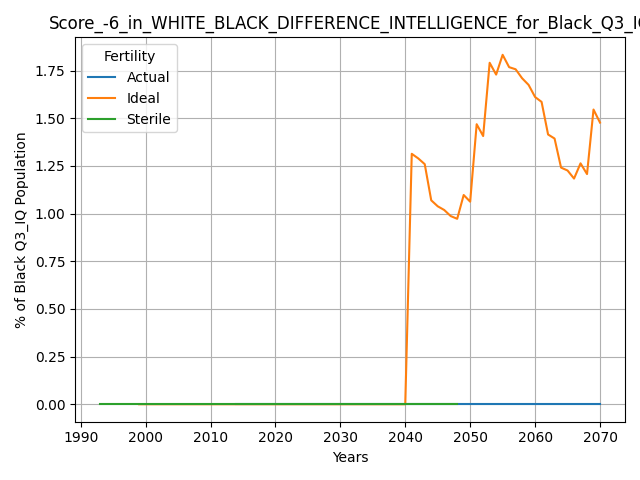 Score_-6_in_WHITE_BLACK_DIFFERENCE_INTELLIGENCE_for_Black_Q3_IQ
Fertility
Actual
Ideal
Sterile
% of Black Q3_IQ Population
1.75
1.50
1.25
1.00
0.75
0.50
0.25
0.00
1990 2000 2010 2020 2030 2040 2050 2060 2070
Years